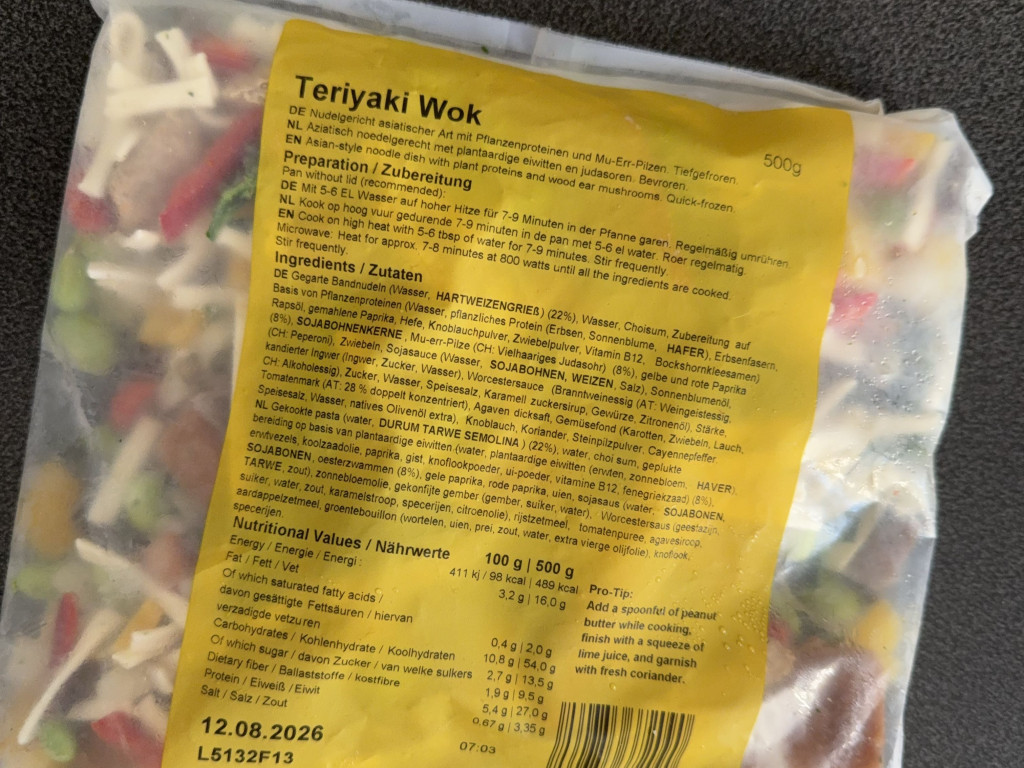 Teriyaki Wok
500g
DE Nudelgericht asiatischer Art mit Pflanzenproteinen und Mu-Err-Pilzen. Tiefgefroren.
NL Aziatisch noedelgerecht met plantaardige eiwitten en judasoren. Bevroren.
EN Asian-style noodle dish with plant proteins and wood ear mushrooms. Quick-frozen.
Preparation / Zubereitung
Pan without lid (recommended):
DE Mit 5-6 EL Wasser auf hoher Hitze für 7-9 Minuten in der Pfanne garen. Regelmäßig umrühren.
NL Kook op hoog vuur gedurende 7-9 minuten in de pan met 5-6 el water. Roer regelmatig.
EN Cook on high heat with 5-6 tbsp of water for 7-9 minutes. Stir frequently.
Microwave: Heat for approx. 7-8 minutes at 800 watts until all the ingredients are cooked.
Stir frequently.
Ingredients / Zutaten
DE Gegarte Bandnudeln (Wasser, HARTWEIZENGRIEß) (22%), Wasser, Choisum, Zubereitung auf
Basis von Pflanzenproteinen (Wasser, pflanzliches Protein (Erbsen, Sonnenblume, HAFER), Erbsenfasern,
Rapsöl, gemahlene Paprika, Hefe, Knoblauchpulver, Zwiebelpulver, Vitamin B12, Bockshornkleesamen)
(8%), SOJABOHNENKERNE, Mu-err-Pilze (CH: Vielhaariges Judasohr) (8%), gelbe und rote Paprika
(CH: Peperoni), Zwiebeln, Sojasauce (Wasser, SOJABOHNEN, WEIZEN, Salz), Sonnenblumenöl,
kandierter Ingwer (Ingwer, Zucker, Wasser), Worcestersauce (Branntweinessig (AT: Weingeistessig,
CH: Alkoholessig), Zucker, Wasser, Speisesalz, Karamell zuckersirup, Gewürze, Zitronenöl), Stärke,
Tomatenmark (AT: 28 % doppelt konzentriert), Agaven dicksaft, Gemüsefond (Karotten, Zwiebeln, Lauch,
Speisesalz, Wasser, natives Olivenöl extra), Knoblauch, Koriander, Steinpilzpulver, Cayennepfeffer.
NL Gekookte pasta (water, DURUM TARWE SEMOLINA ) (22%), water, choi sum, geplukte
bereiding op basis van plantaardige eiwitten (water, plantaardige eiwitten (erwten, zonnebloem, HAVER),
erwtvezels, koolzaadolie, paprika, gist, knoflookpoeder, ui-poeder, vitamine B12, fenegriekzaad) (8%),
SOJABONEN, oesterzwammen (8%), gele paprika, rode paprika, uien, sojasaus (water, SOJABONEN,
TARWE, zout), zonnebloemolie, gekonfijte gember (gember, suiker, water), Worcestersaus (geestazijn,
suiker, water, zout, karamelstroop, specerijen, citroenolie), rijstzetmeel, tomatenpuree, agavesiroop,
aardappelzetmeel, groentebouillon (wortelen, uien, prei, zout, water, extra vierge olijfolie), knoflook,
specerijen.
Nutritional Values / Nährwerte 100 g | 500 g
Energy / Energie / Energi : 411 kj / 98 kcal | 489 kcal
Fat / Fett / Vet 3,2 g | 16,0 g
Of which saturated fatty acids /
davon gesättigte Fettsäuren / hiervan
verzadigde vetzuren 0,4 g | 2,0 g
Carbohydrates / Kohlenhydrate / Koolhydraten 10,8 g | 54,0 g
Of which sugar / davon Zucker / van welke sulkers 2,7 g | 13,5 g
Dietary fiber / Ballaststoffe / kostfibre 1,9 g | 9,5 g
Protein / Eiweiß / Eiwit 5,4 g | 27,0 g
Salt / Salz / Zout 0,67 g | 3,35 g
Pro-Tip:
Add a spoonful of peanut
butter while cooking,
finish with a squeeze of
lime juice, and garnish
with fresh coriander.
12.08.2026
L5132F13
07:03